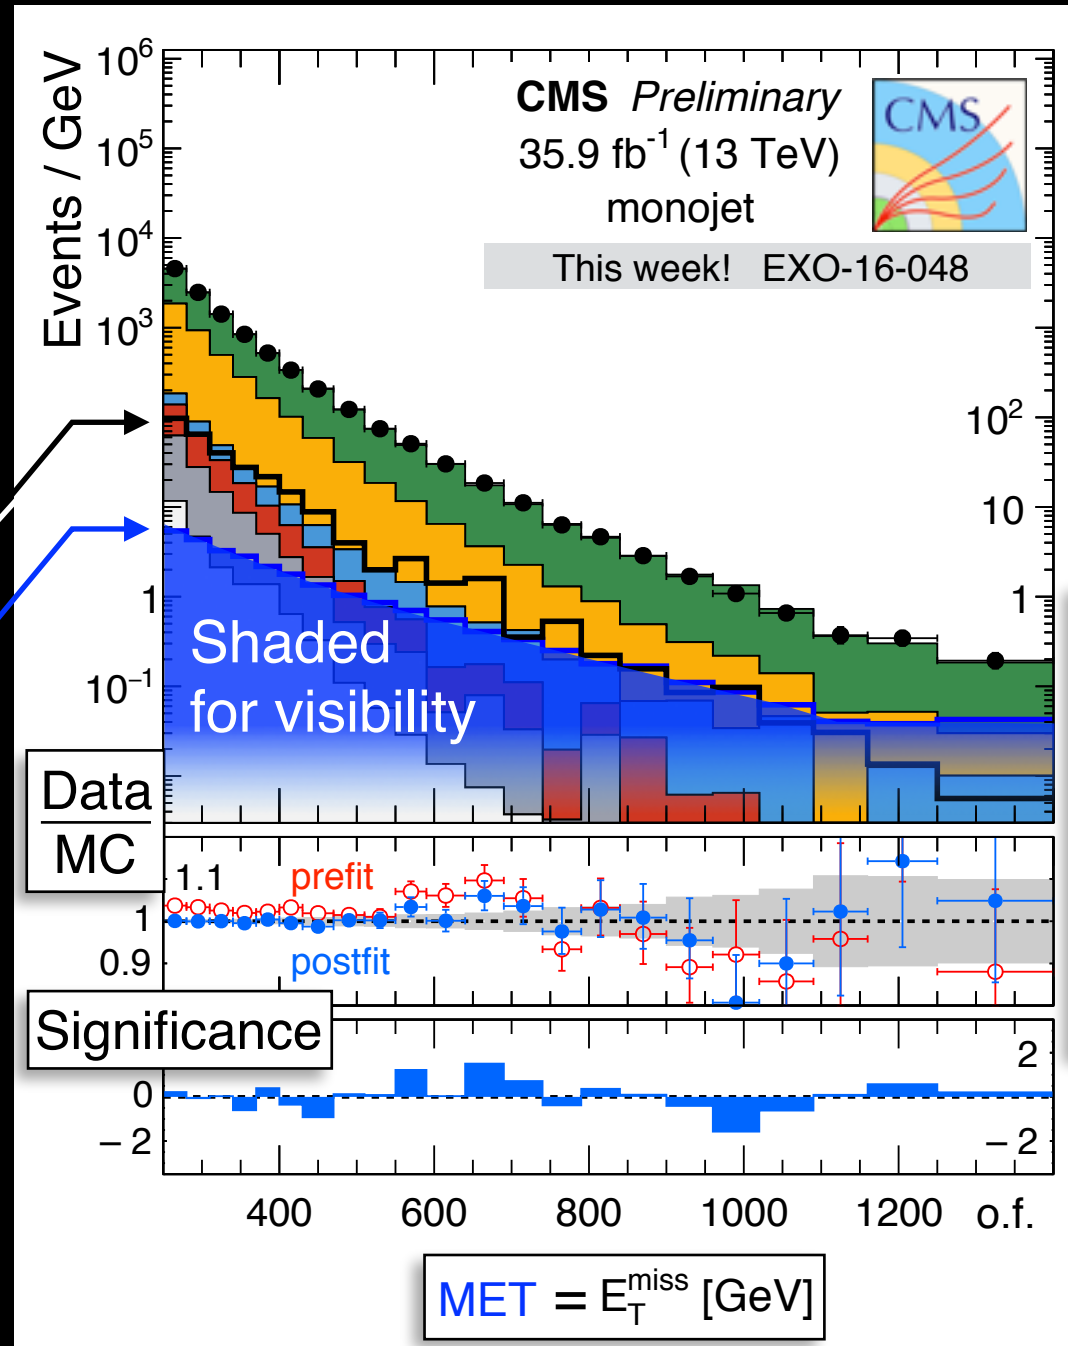 Events / GeV
10^6
10^5
10^4
10^3
1
10^−1
10^2
10
1
CMS Preliminary
35.9 fb^-1 (13 TeV)
monojet
CMS
This week! EXO-16-048
Shaded
for visibility
Data
MC
1.1
1
0.9
prefit
postfit
Significance
0
− 2
2
− 2
400 600 800 1000 1200 o.f.
MET = E_T^miss [GeV]